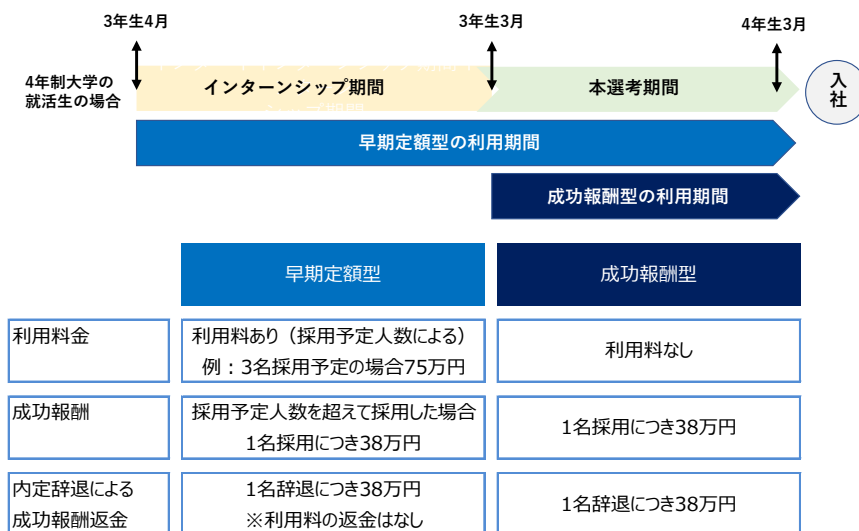 3年生4月
3年生3月
4年生3月
4年制大学の
就活生の場合
インターンシップ期間
本選考期間
入
社
早期定額型の利用期間
成功報酬型の利用期間
早期定額型
成功報酬型
利用料金
利用料あり（採用予定人数による）
例：3名採用予定の場合75万円
利用料なし
成功報酬
採用予定人数を超えて採用した場合
1名採用につき38万円
1名採用につき38万円
内定辞退による
成功報酬返金
1名辞退につき38万円
※利用料の返金はなし
1名辞退につき38万円